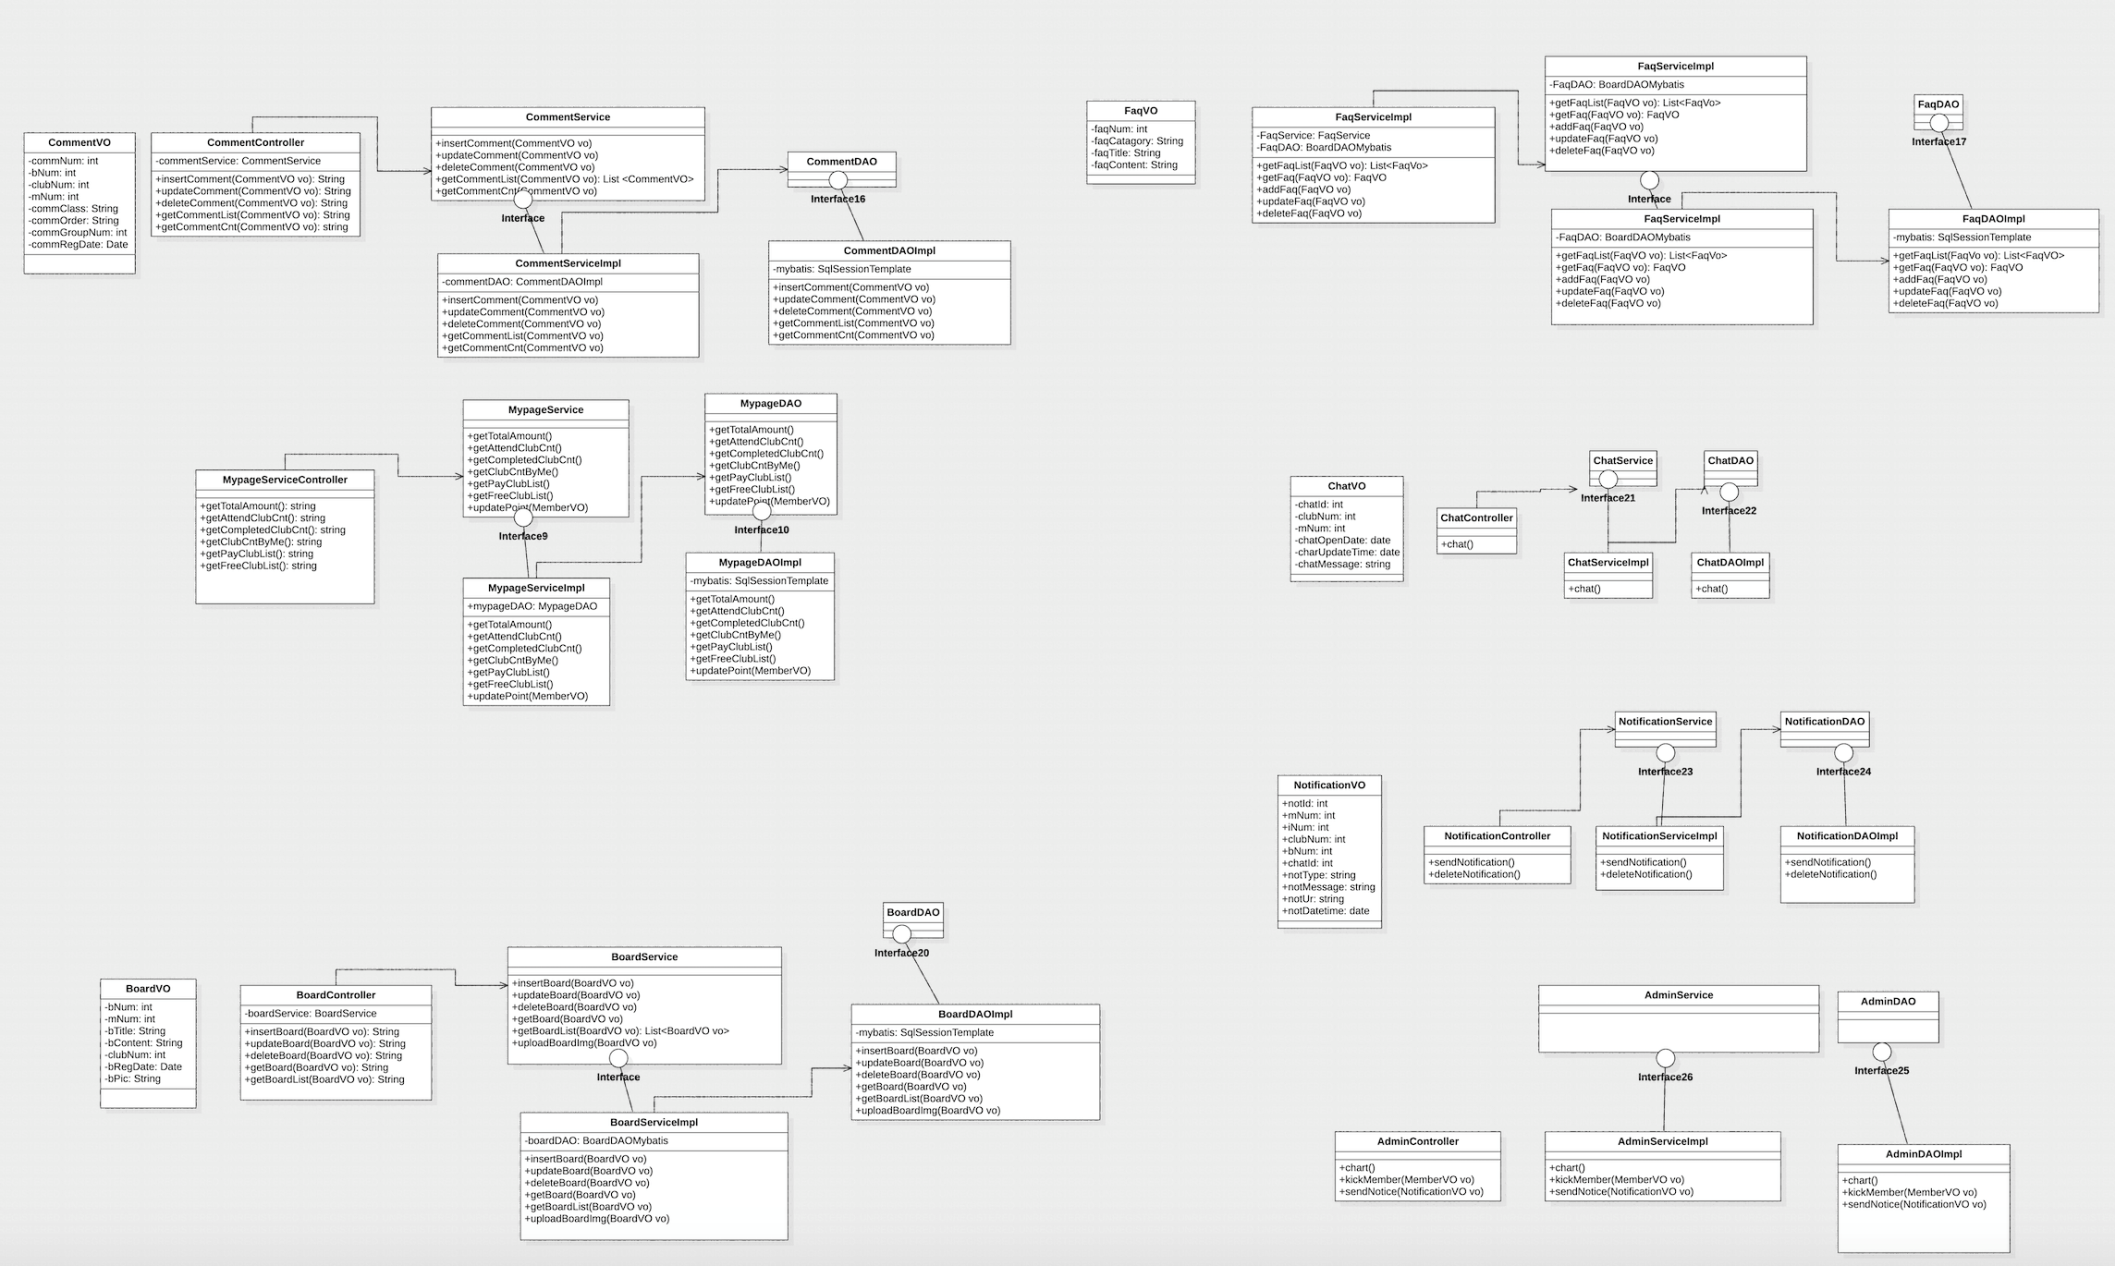 CommentVO
-commNum: int
-bNum: int
-clubNum: int
-mNum: int
-commClass: String
-commOrder: String
-commGroupNum: int
-commRegDate: Date
CommentController
-commentService: CommentService
+insertComment(CommentVO vo): String
+updateComment(CommentVO vo): String
+deleteComment(CommentVO vo): String
+getCommentList(CommentVO vo): String
+getCommentCnt(CommentVO vo): string
CommentService
+insertComment(CommentVO vo)
+updateComment(CommentVO vo)
+deleteComment(CommentVO vo)
+getCommentList(CommentVO vo): List <CommentVO>
+getCommentCnt(CommentVO vo)
Interface
CommentServiceImpl
-commentDAO: CommentDAOImpl
+insertComment(CommentVO vo)
+updateComment(CommentVO vo)
+deleteComment(CommentVO vo)
+getCommentList(CommentVO vo)
+getCommentCnt(CommentVO vo)
CommentDAO
Interface16
CommentDAOImpl
-mybatis: SqlSessionTemplate
+insertComment(CommentVO vo)
+updateComment(CommentVO vo)
+deleteComment(CommentVO vo)
+getCommentList(CommentVO vo)
+getCommentCnt(CommentVO vo)
FaqVO
-faqNum: int
-faqCatagory: String
-faqTitle: String
-faqContent: String
FaqServiceImpl
-FaqService: FaqService
-FaqDAO: BoardDAOMybatis
+getFaqList(FaqVO vo): List<FaqVo>
+getFaq(FaqVO vo): FaqVO
+addFaq(FaqVO vo)
+updateFaq(FaqVO vo)
+deleteFaq(FaqVO vo)
FaqServiceImpl
-FaqDAO: BoardDAOMybatis
+getFaqList(FaqVO vo): List<FaqVo>
+getFaq(FaqVO vo): FaqVO
+addFaq(FaqVO vo)
+updateFaq(FaqVO vo)
+deleteFaq(FaqVO vo)
Interface
FaqServiceImpl
-FaqDAO: BoardDAOMybatis
+getFaqList(FaqVO vo): List<FaqVo>
+getFaq(FaqVO vo): FaqVO
+addFaq(FaqVO vo)
+updateFaq(FaqVO vo)
+deleteFaq(FaqVO vo)
FaqDAO
Interface17
FaqDAOImpl
-mybatis: SqlSessionTemplate
+getFaqList(FaqVo vo): List<FaqVO>
+getFaq(FaqVO vo): FaqVO
+addFaq(FaqVO vo)
+updateFaq(FaqVO vo)
+deleteFaq(FaqVO vo)
MypageServiceController
+getTotalAmount(): string
+getAttendClubCnt(): string
+getCompletedClubCnt(): string
+getClubCntByMe(): string
+getPayClubList(): string
+getFreeClubList(): string
MypageService
+getTotalAmount()
+getAttendClubCnt()
+getCompletedClubCnt()
+getClubCntByMe()
+getPayClubList()
+getFreeClubList()
+updatePoint(MemberVO)
Interface9
MypageServiceImpl
+mypageDAO: MypageDAO
+getTotalAmount()
+getAttendClubCnt()
+getCompletedClubCnt()
+getClubCntByMe()
+getPayClubList()
+getFreeClubList()
+updatePoint(MemberVO)
MypageDAO
+getTotalAmount()
+getAttendClubCnt()
+getCompletedClubCnt()
+getClubCntByMe()
+getPayClubList()
+getFreeClubList()
+updatePoint(MemberVO)
Interface10
MypageDAOImpl
-mybatis: SqlSessionTemplate
+getTotalAmount()
+getAttendClubCnt()
+getCompletedClubCnt()
+getClubCntByMe()
+getPayClubList()
+getFreeClubList()
+updatePoint(MemberVO)
ChatVO
-chatId: int
-clubNum: int
-mNum: int
-chatOpenDate: date
-charUpdateTime: date
-chatMessage: string
ChatController
+chat()
ChatService
Interface21
ChatServiceImpl
+chat()
ChatDAO
Interface22
ChatDAOImpl
+chat()
NotificationVO
+notId: int
+mNum: int
+iNum: int
+clubNum: int
+bNum: int
+chatId: int
+notType: string
+notMessage: string
+notUr: string
+notDatetime: date
NotificationController
+sendNotification()
+deleteNotification()
NotificationService
Interface23
NotificationServiceImpl
+sendNotification()
+deleteNotification()
NotificationDAO
Interface24
NotificationDAOImpl
+sendNotification()
+deleteNotification()
BoardVO
-bNum: int
-mNum: int
-bTitle: String
-bContent: String
-clubNum: int
-bRegDate: Date
-bPic: String
BoardController
-boardService: BoardService
+insertBoard(BoardVO vo): String
+updateBoard(BoardVO vo): String
+deleteBoard(BoardVO vo): String
+getBoard(BoardVO vo): String
+getBoardList(BoardVO vo): String
BoardService
+insertBoard(BoardVO vo)
+updateBoard(BoardVO vo)
+deleteBoard(BoardVO vo)
+getBoard(BoardVO vo)
+getBoardList(BoardVO vo): List<BoardVO vo>
+uploadBoardImg(BoardVO vo)
Interface
BoardServiceImpl
-boardDAO: BoardDAOMybatis
+insertBoard(BoardVO vo)
+updateBoard(BoardVO vo)
+deleteBoard(BoardVO vo)
+getBoard(BoardVO vo)
+getBoardList(BoardVO vo)
+uploadBoardImg(BoardVO vo)
BoardDAO
Interface20
BoardDAOImpl
-mybatis: SqlSessionTemplate
+insertBoard(BoardVO vo)
+updateBoard(BoardVO vo)
+deleteBoard(BoardVO vo)
+getBoard(BoardVO vo)
+getBoardList(BoardVO vo)
+uploadBoardImg(BoardVO vo)
AdminController
+chart()
+kickMember(MemberVO vo)
+sendNotice(NotificationVO vo)
AdminService
Interface26
AdminServiceImpl
+chart()
+kickMember(MemberVO vo)
+sendNotice(NotificationVO vo)
AdminDAO
Interface25
AdminDAOImpl
+chart()
+kickMember(MemberVO vo)
+sendNotice(NotificationVO vo)